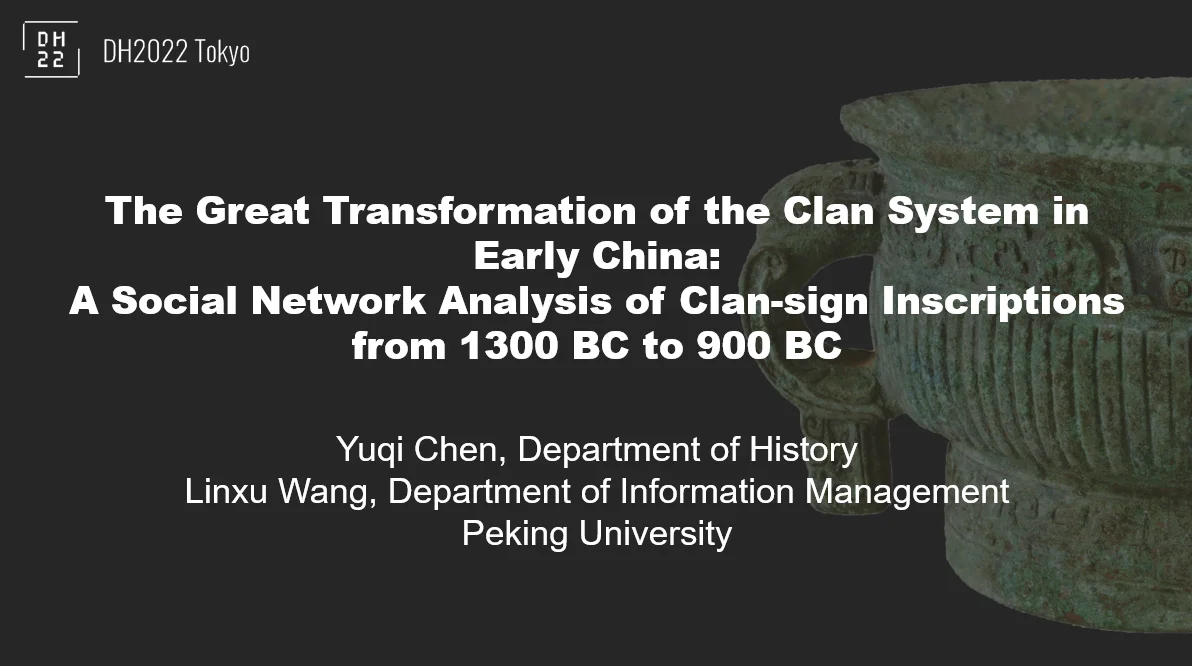 DH
22
DH2022 Tokyo
The Great Transformation of the Clan System in
Early China:
A Social Network Analysis of Clan-sign Inscriptions
from 1300 BC to 900 BC
Yuqi Chen, Department of History
Linxu Wang, Department of Information Management
Peking University